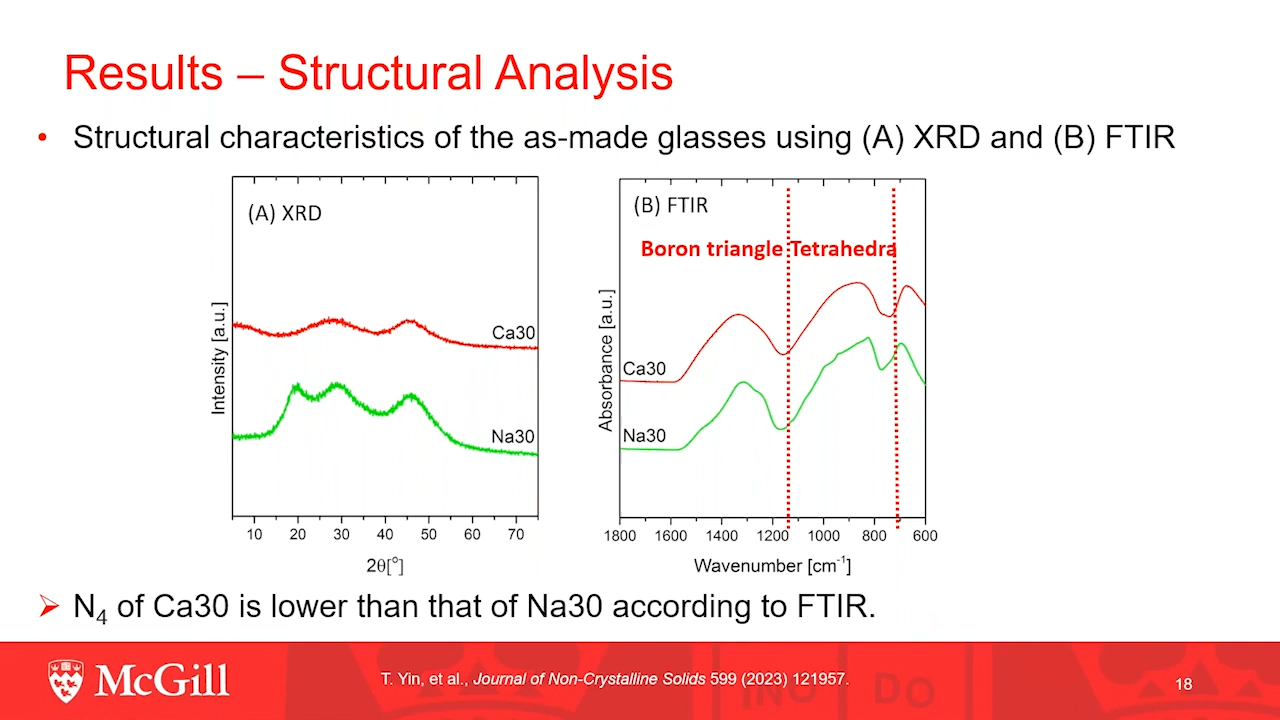 Results – Structural Analysis
• Structural characteristics of the as-made glasses using (A) XRD and (B) FTIR
(A) XRD
Intensity [a.u.]
Ca30
Na30
10 20 30 40 50 60 70
2θ[°]
(B) FTIR
Boron triangle Tetrahedra
Absorbance [a.u.]
Ca30
Na30
1800 1600 1400 1200 1000 800 600
Wavenumber [cm⁻¹]
➢ N₄ of Ca30 is lower than that of Na30 according to FTIR.
McGill
T. Yin, et al., Journal of Non-Crystalline Solids 599 (2023) 121957.
IN DO
18